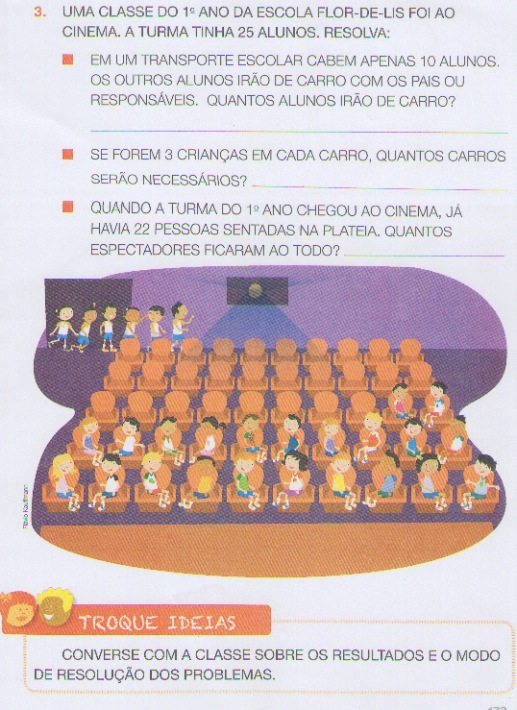 3. UMA CLASSE DO 1º ANO DA ESCOLA FLOR-DE-LIS FOI AO
CINEMA. A TURMA TINHA 25 ALUNOS. RESOLVA:
EM UM TRANSPORTE ESCOLAR CABEM APENAS 10 ALUNOS.
OS OUTROS ALUNOS IRÃO DE CARRO COM OS PAIS OU
RESPONSÁVEIS. QUANTOS ALUNOS IRÃO DE CARRO?
SE FOREM 3 CRIANÇAS EM CADA CARRO, QUANTOS CARROS
SERÃO NECESSÁRIOS?
QUANDO A TURMA DO 1º ANO CHEGOU AO CINEMA, JÁ
HAVIA 22 PESSOAS SENTADAS NA PLATEIA. QUANTOS
ESPECTADORES FICARAM AO TODO?
TROQUE IDEIAS
CONVERSE COM A CLASSE SOBRE OS RESULTADOS E O MODO
DE RESOLUÇÃO DOS PROBLEMAS.